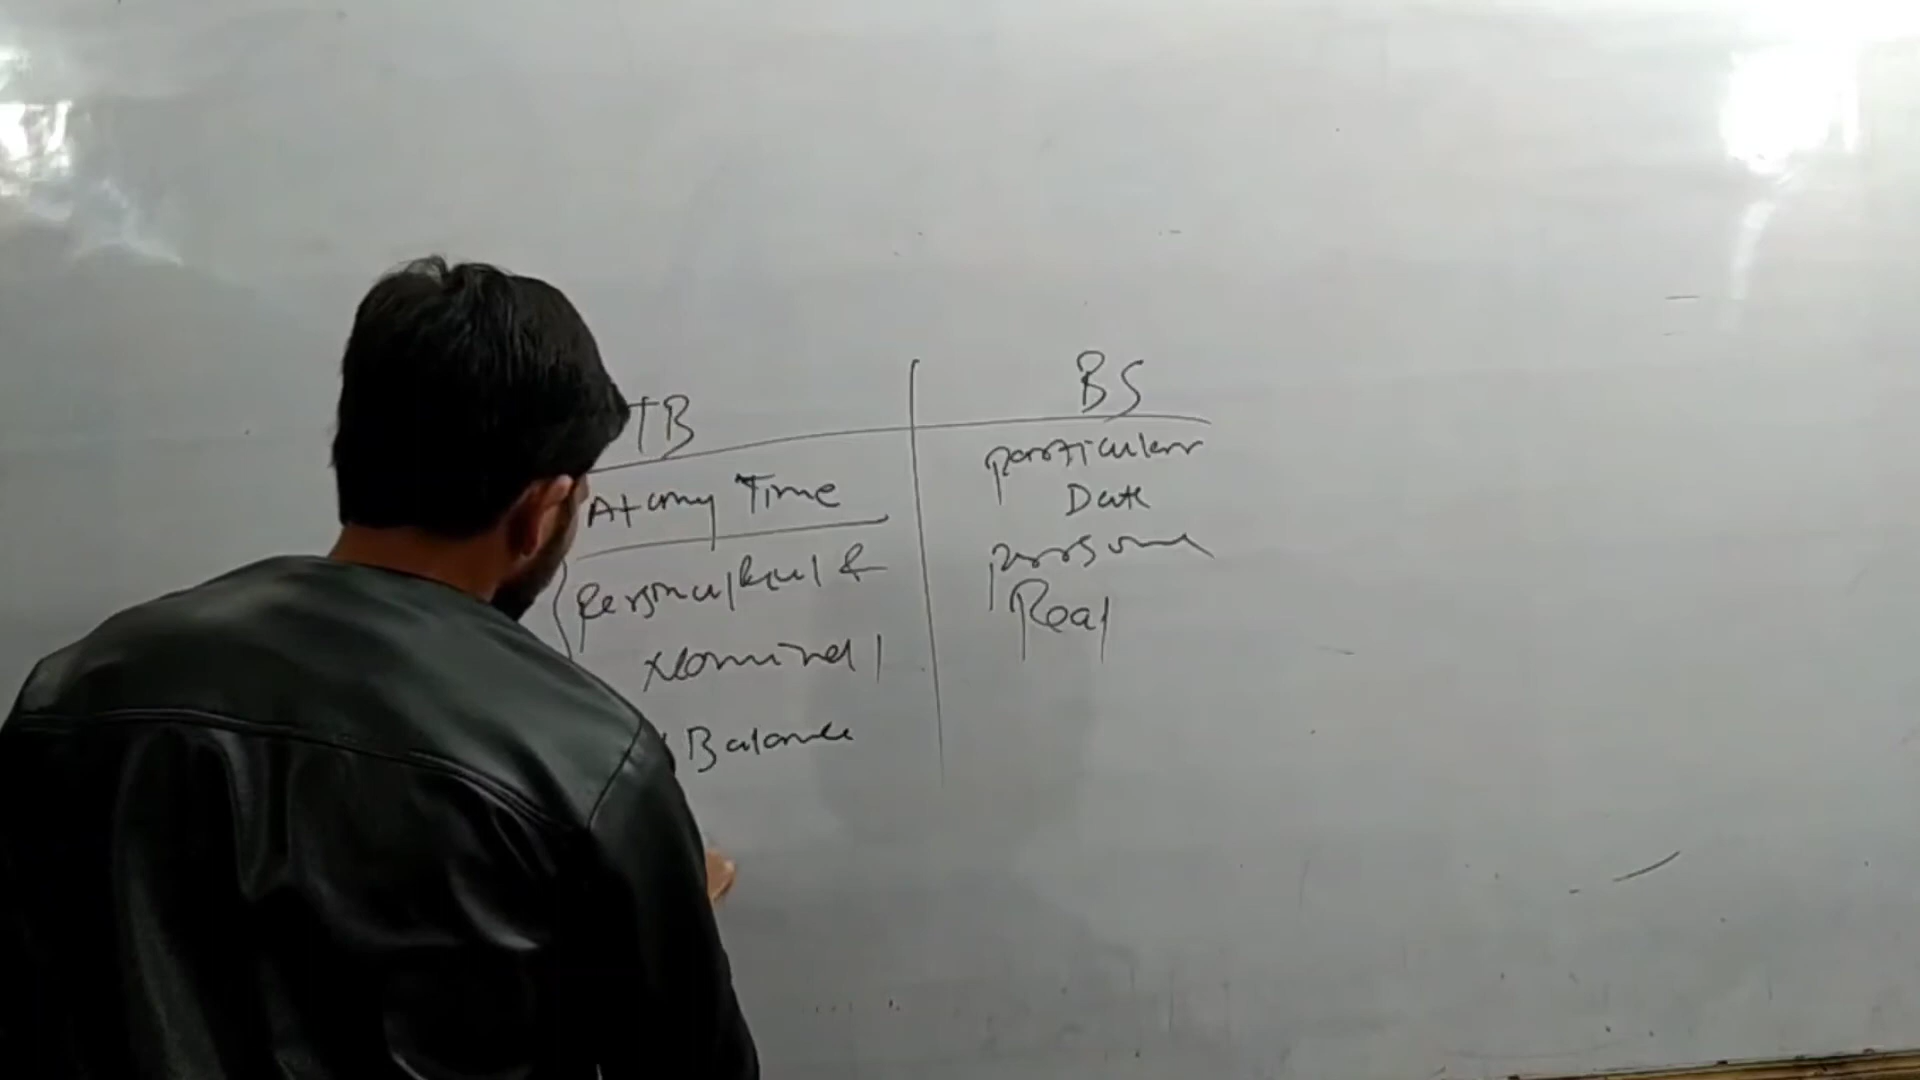 TB
At any Time
Personal, Real &
Nominal
Balance
BS
particular
Date
personal
Real